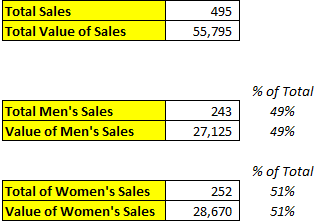 Total Sales 495
Total Value of Sales 55,795
% of Total
Total Men's Sales 243 49%
Value of Men's Sales 27,125 49%
% of Total
Total of Women's Sales 252 51%
Value of Women's Sales 28,670 51%